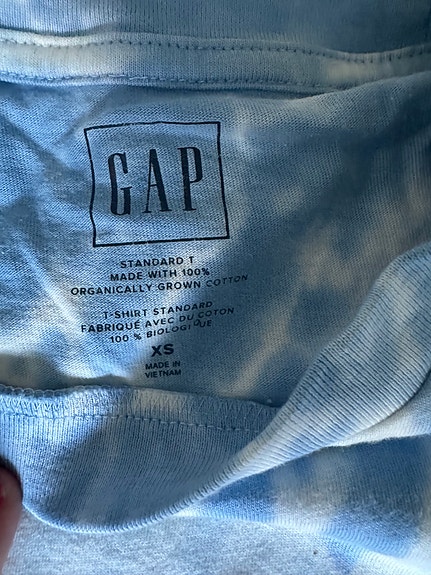 GAP
STANDARD T
MADE WITH 100%
ORGANICALLY GROWN COTTON
T-SHIRT STANDARD
FABRIQUÉ AVEC DU COTON
100 % BIOLOGIQUE
XS
MADE IN
VIETNAM